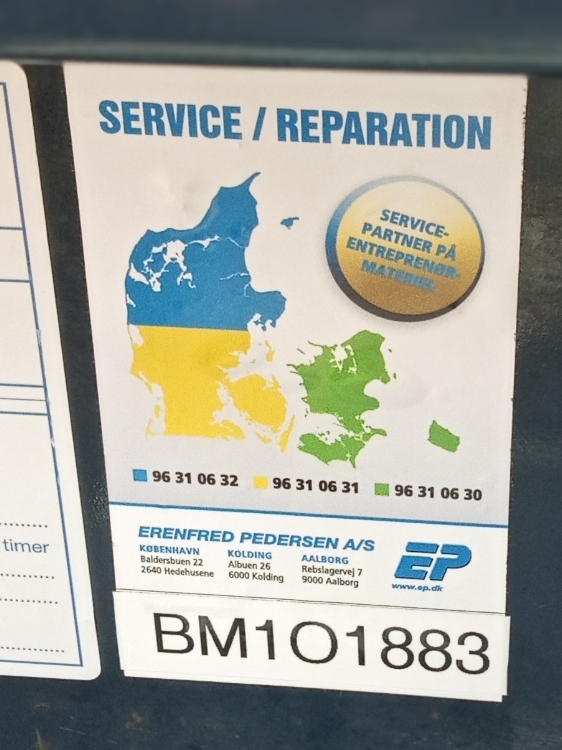 SERVICE / REPARATION
SERVICE-
PARTNER PÅ
ENTREPRENØR-
MATERIEL
96 31 06 32
96 31 06 31
96 31 06 30
ERENFRED PEDERSEN A/S
KØBENHAVN
Baldersbuen 22
2640 Hedehusene
KOLDING
Albuen 26
6000 Kolding
AALBORG
Rebslagervej 7
9000 Aalborg
EP
www.ep.dk
timer
BM1O1883